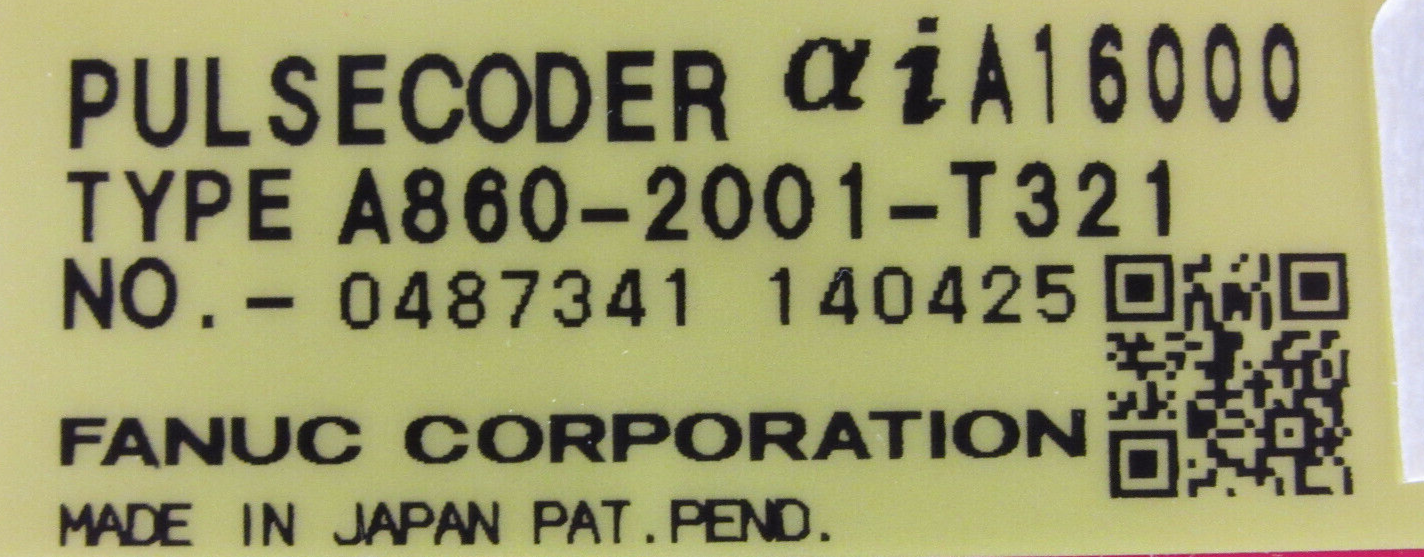 PULSECODER αiA16000
TYPE A860-2001-T321
NO.- 0487341 140425
FANUC CORPORATION
MADE IN JAPAN PAT.PEND.